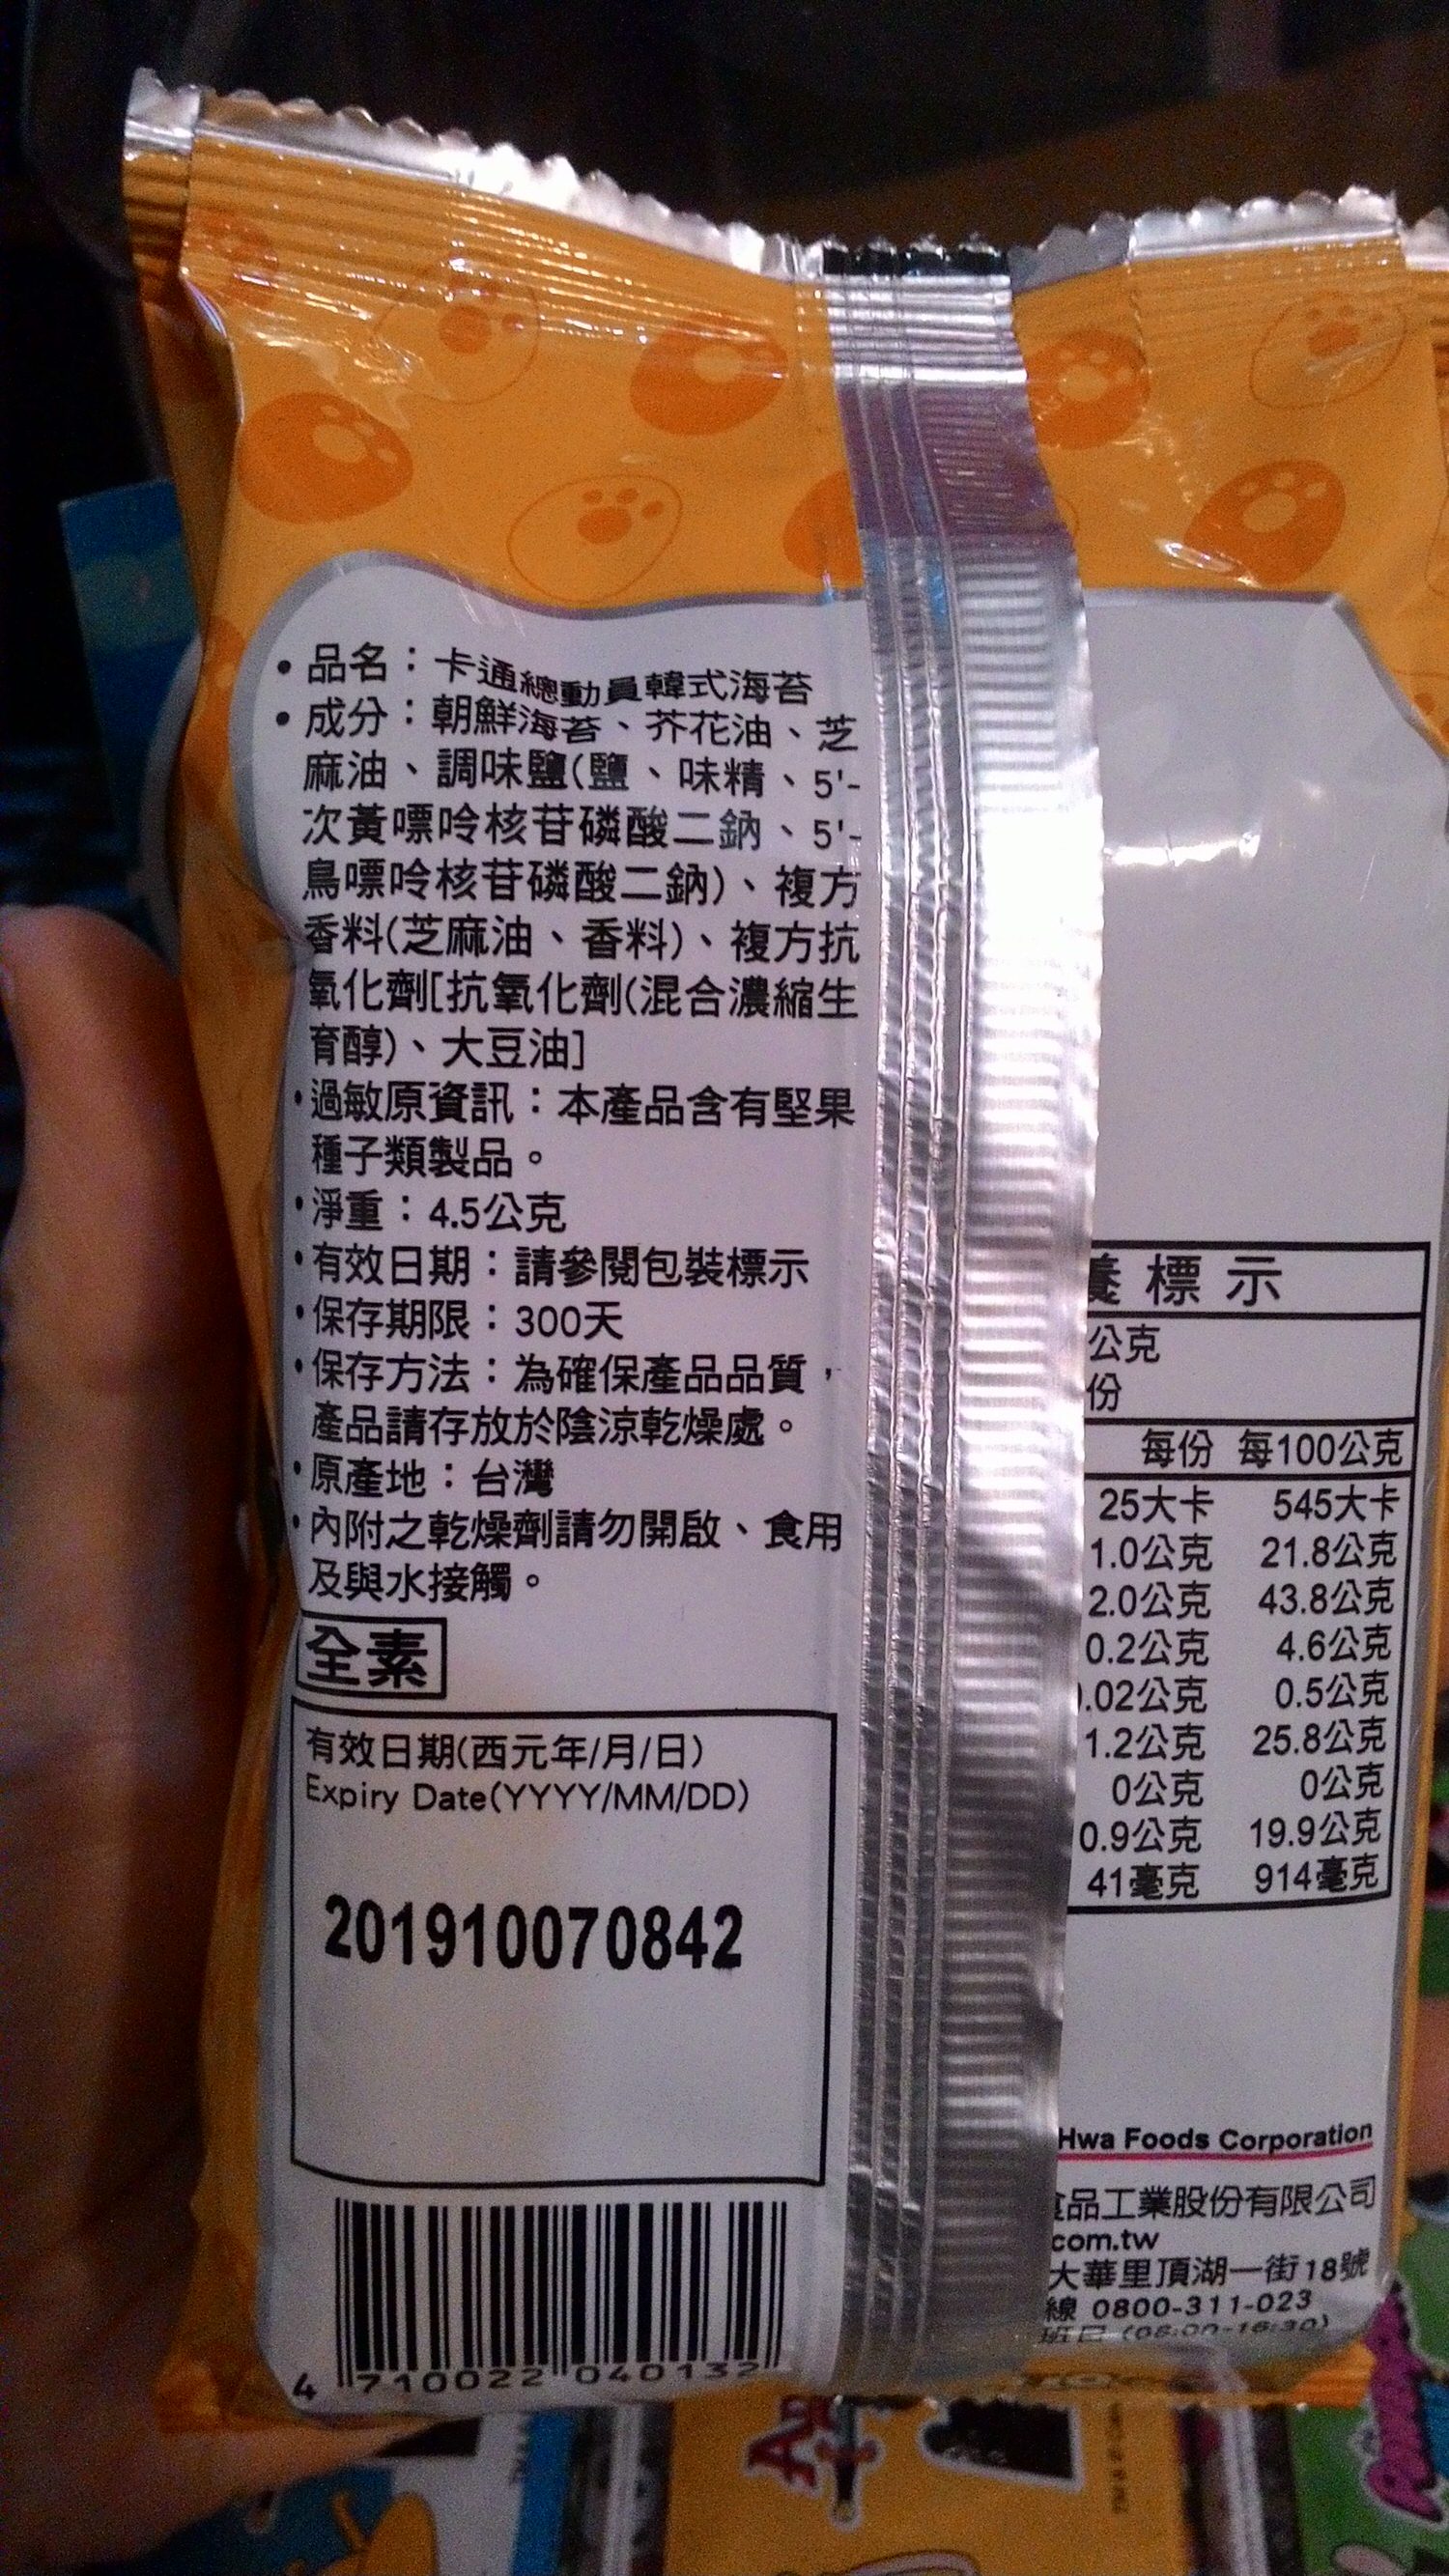 • 品名：卡通總動員韓式海苔
• 成分：朝鮮海苔、芥花油、芝
麻油、調味鹽(鹽、味精、5'-
次黃嘌呤核苷磷酸二鈉、5'-
鳥嘌呤核苷磷酸二鈉)、複方
香料(芝麻油、香料)、複方抗
氧化劑[抗氧化劑(混合濃縮生
育醇)、大豆油]
•過敏原資訊：本產品含有堅果
種子類製品。
•淨重：4.5公克
•有效日期：請參閱包裝標示
•保存期限：300天
•保存方法：為確保產品品質，
產品請存放於陰涼乾燥處。
•原產地：台灣
•內附之乾燥劑請勿開啟、食用
及與水接觸。
全素
有效日期(西元年/月/日)
Expiry Date(YYYY/MM/DD)
201910070842
4 710022 040132
養標示
公克
份
每份 每100公克
25大卡 545大卡
1.0公克 21.8公克
2.0公克 43.8公克
0.2公克 4.6公克
.02公克 0.5公克
1.2公克 25.8公克
0公克 0公克
0.9公克 19.9公克
41毫克 914毫克
Hwa Foods Corporation
食品工業股份有限公司
com.tw
大華里頂湖一街18號
線 0800-311-023
班日 (08:00-16:30)